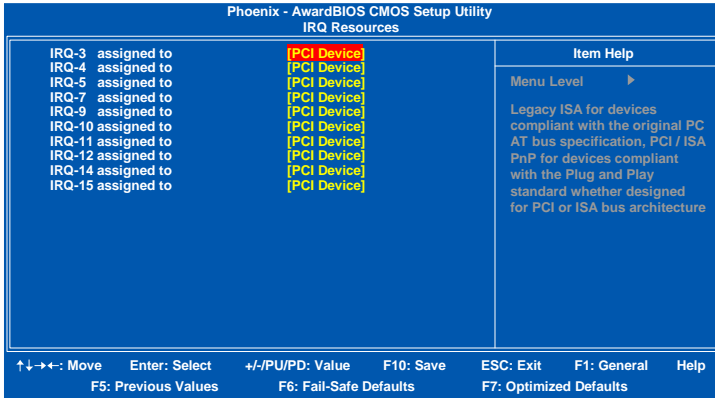 Phoenix - AwardBIOS CMOS Setup Utility
IRQ Resources
IRQ-3 assigned to [PCI Device]
IRQ-4 assigned to [PCI Device]
IRQ-5 assigned to [PCI Device]
IRQ-7 assigned to [PCI Device]
IRQ-9 assigned to [PCI Device]
IRQ-10 assigned to [PCI Device]
IRQ-11 assigned to [PCI Device]
IRQ-12 assigned to [PCI Device]
IRQ-14 assigned to [PCI Device]
IRQ-15 assigned to [PCI Device]
Item Help
Menu Level
Legacy ISA for devices
compliant with the original PC
AT bus specification, PCI / ISA
PnP for devices compliant
with the Plug and Play
standard whether designed
for PCI or ISA bus architecture
↑↓→←: Move Enter: Select +/-/PU/PD: Value F10: Save ESC: Exit F1: General Help
F5: Previous Values F6: Fail-Safe Defaults F7: Optimized Defaults